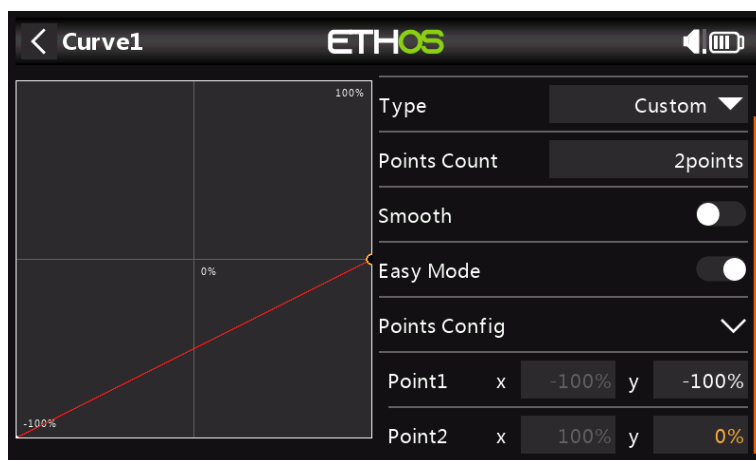 Curve1
ETHOS
100%
0%
-100%
Type Custom
Points Count 2points
Smooth
Easy Mode
Points Config
Point1 x -100% y -100%
Point2 x 100% y 0%